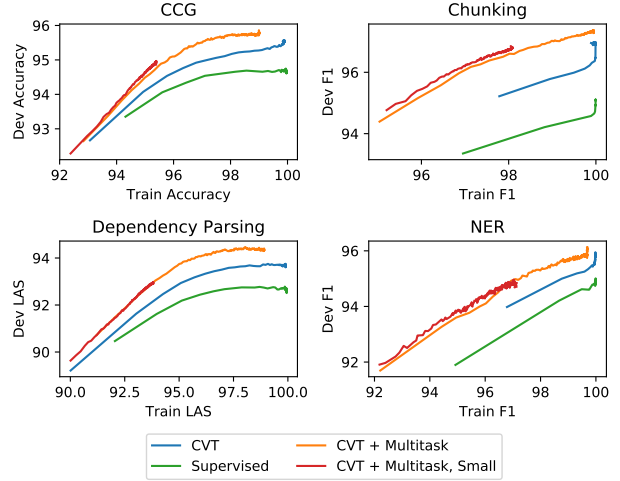 CCG
Chunking
96
95
94
93
Dev Accuracy
92
94
96
98
100
Train Accuracy
96
94
Dev F1
96
98
100
Train F1
Dependency Parsing
NER
94
92
90
Dev LAS
90.0
92.5
95.0
97.5
100.0
Train LAS
96
94
92
Dev F1
92
94
96
98
100
Train F1
CVT
Supervised
CVT + Multitask
CVT + Multitask, Small